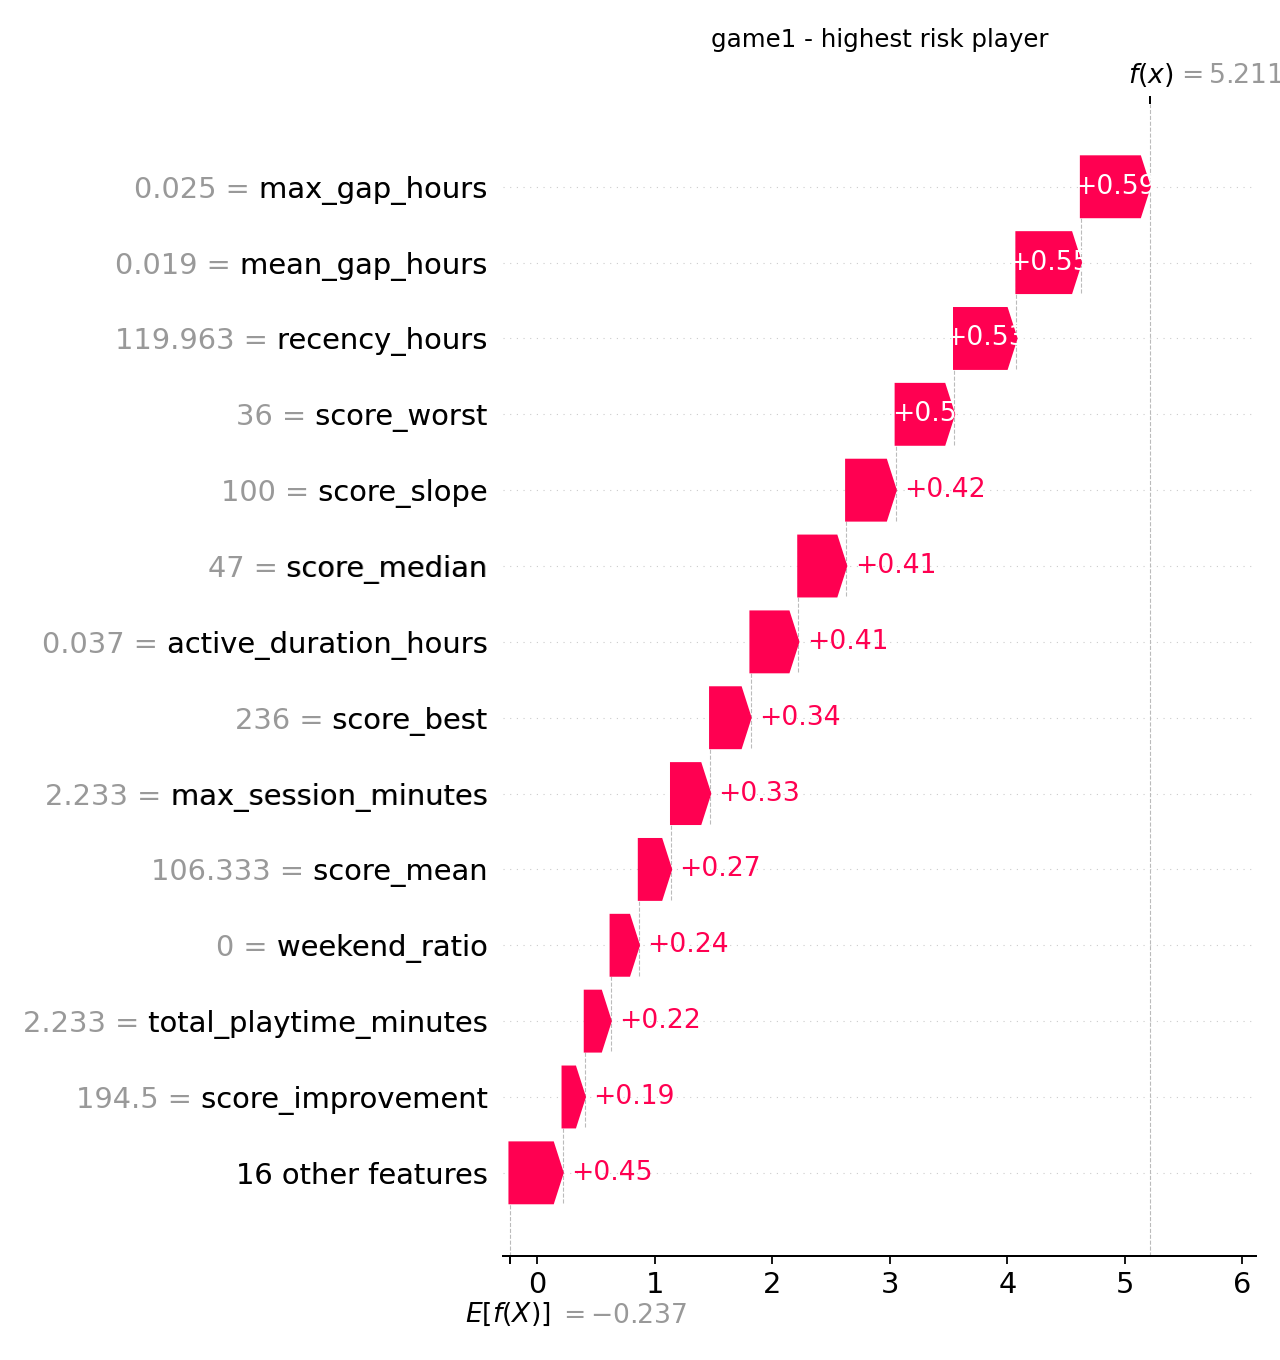 game1 - highest risk player
f(x) = 5.211
0.025 = max_gap_hours +0.59
0.019 = mean_gap_hours +0.55
119.963 = recency_hours +0.53
36 = score_worst +0.5
100 = score_slope +0.42
47 = score_median +0.41
0.037 = active_duration_hours +0.41
236 = score_best +0.34
2.233 = max_session_minutes +0.33
106.333 = score_mean +0.27
0 = weekend_ratio +0.24
2.233 = total_playtime_minutes +0.22
194.5 = score_improvement +0.19
16 other features +0.45
0 1 2 3 4 5 6
E[f(X)] = −0.237